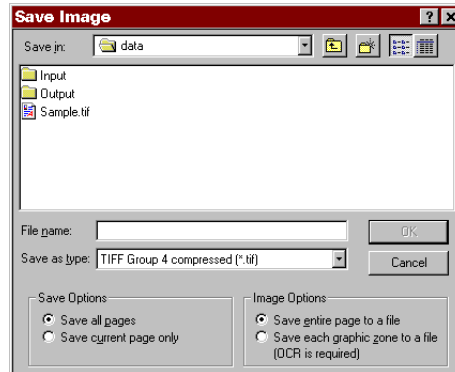 Save Image
Save in: data
Input
Output
Sample.tif
File name: OK
Save as type: TIFF Group 4 compressed (*.tif) Cancel
Save Options Image Options
Save all pages Save entire page to a file
Save current page only Save each graphic zone to a file
(OCR is required)